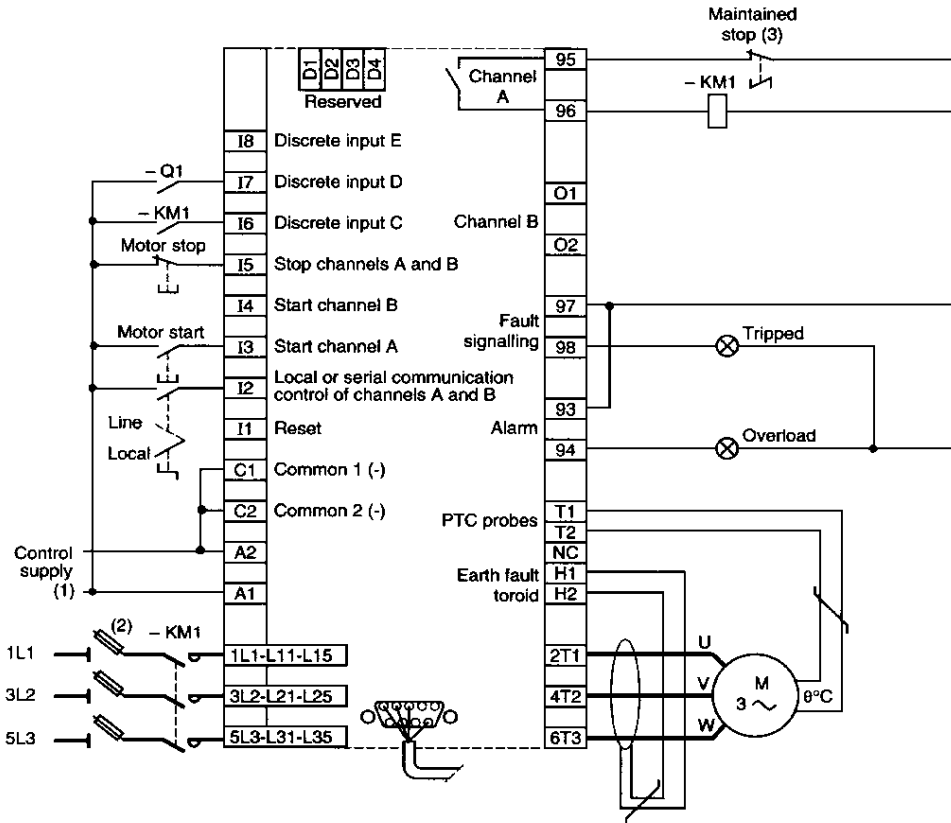 Maintained
stop (3)
D1 D2 D3 D4
Reserved
Channel
A
95
– KM1
96
I8 Discrete input E
– Q1
I7 Discrete input D
O1
– KM1
I6 Discrete input C
Channel B
Motor stop
O2
I5 Stop channels A and B
I4 Start channel B
97
Fault
signalling
Motor start
I3 Start channel A
98
Tripped
I2 Local or serial communication
control of channels A and B
93
Line
Local
I1 Reset
Alarm
94
Overload
C1 Common 1 (-)
C2 Common 2 (-)
PTC probes
T1
T2
Control
supply
(1)
A2
NC
Earth fault
toroid
H1
H2
A1
(2)
– KM1
1L1
1L1-L11-L15
2T1
U
3L2
3L2-L21-L25
4T2
V
M
3 ~
θ°C
5L3
5L3-L31-L35
6T3
W